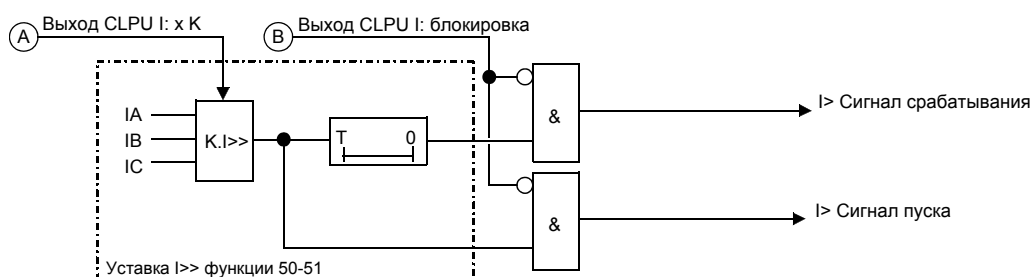 A Выход CLPU I: x K
B Выход CLPU I: блокировка
IA
IB
IC
K.I>>
T 0
&
I> Сигнал срабатывания
&
I> Сигнал пуска
Уставка I>> функции 50-51